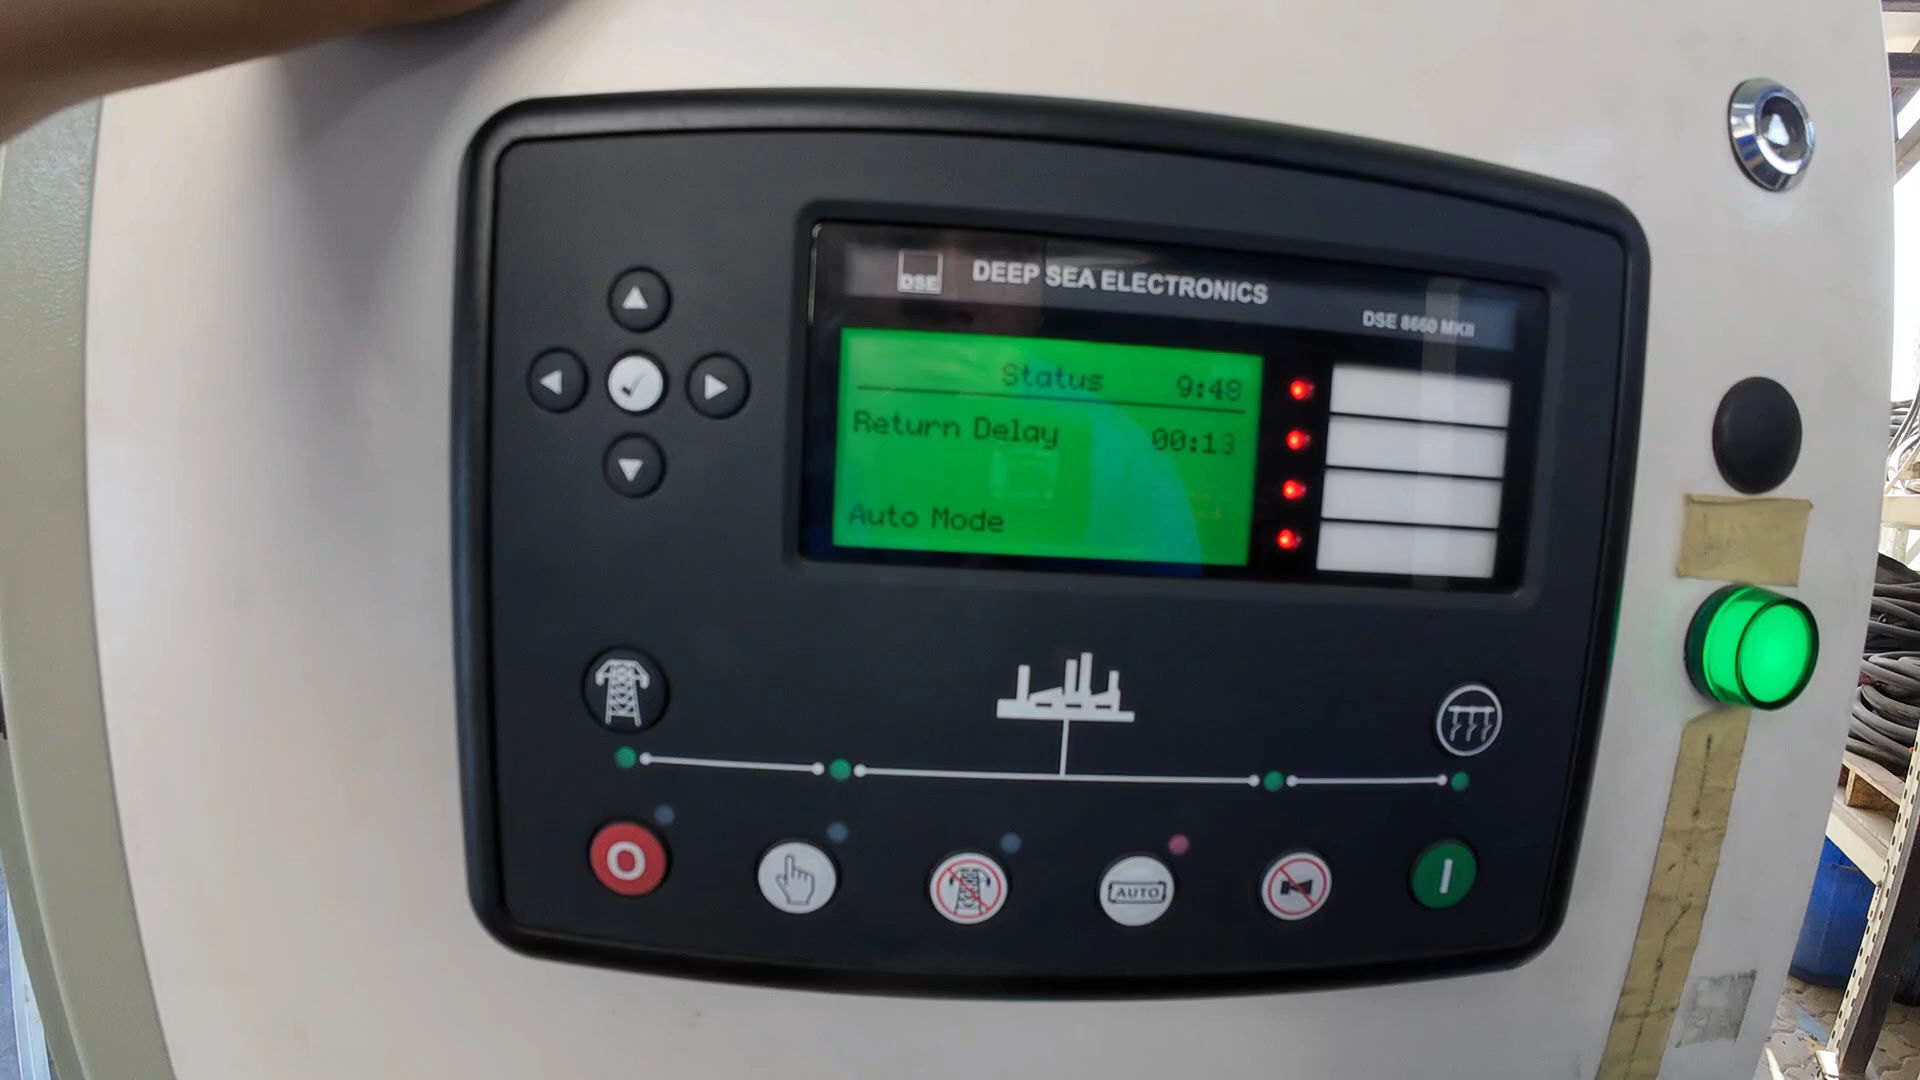 DSE DEEP SEA ELECTRONICS
DSE 8660 MKII
Status 9:48
Return Delay 00:13
Auto Mode
O
AUTO
I